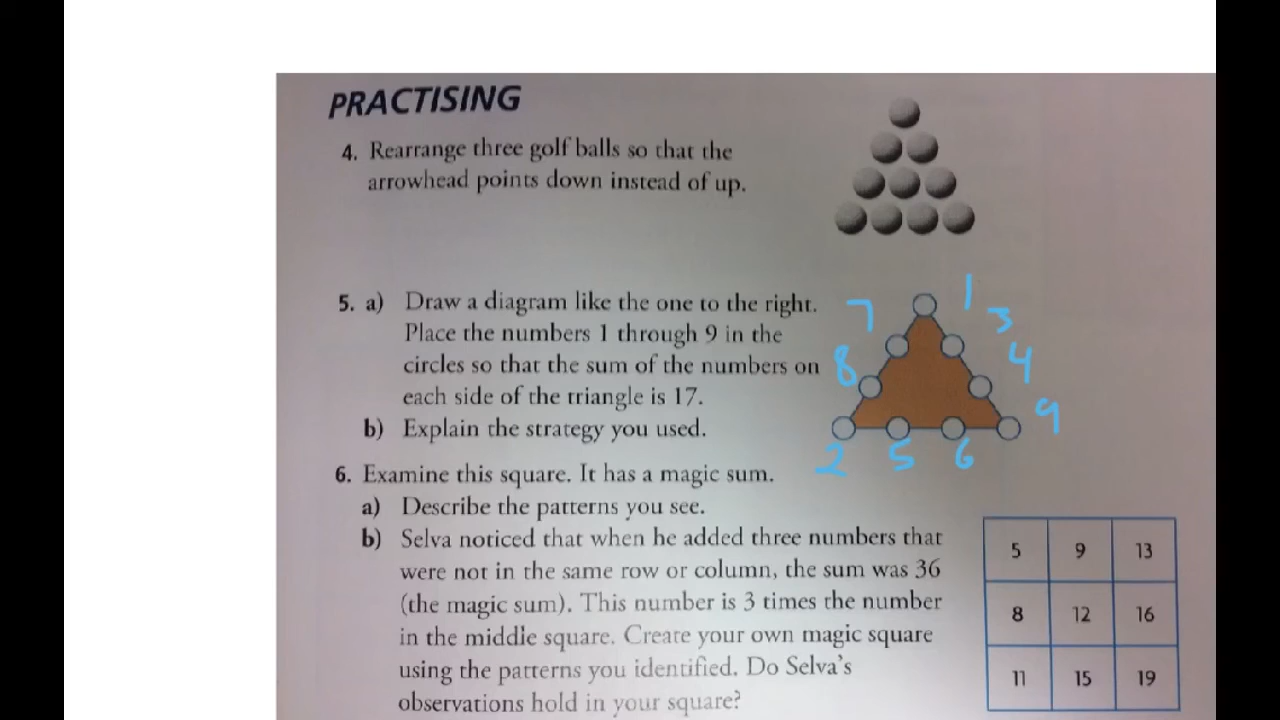 PRACTISING
4. Rearrange three golf balls so that the
arrowhead points down instead of up.
5. a) Draw a diagram like the one to the right.
Place the numbers 1 through 9 in the
circles so that the sum of the numbers on
each side of the triangle is 17.
b) Explain the strategy you used.
1
7
3
8
4
9
2 5 6
6. Examine this square. It has a magic sum.
a) Describe the patterns you see.
b) Selva noticed that when he added three numbers that
were not in the same row or column, the sum was 36
(the magic sum). This number is 3 times the number
in the middle square. Create your own magic square
using the patterns you identified. Do Selva's
observations hold in your square?
5 9 13
8 12 16
11 15 19